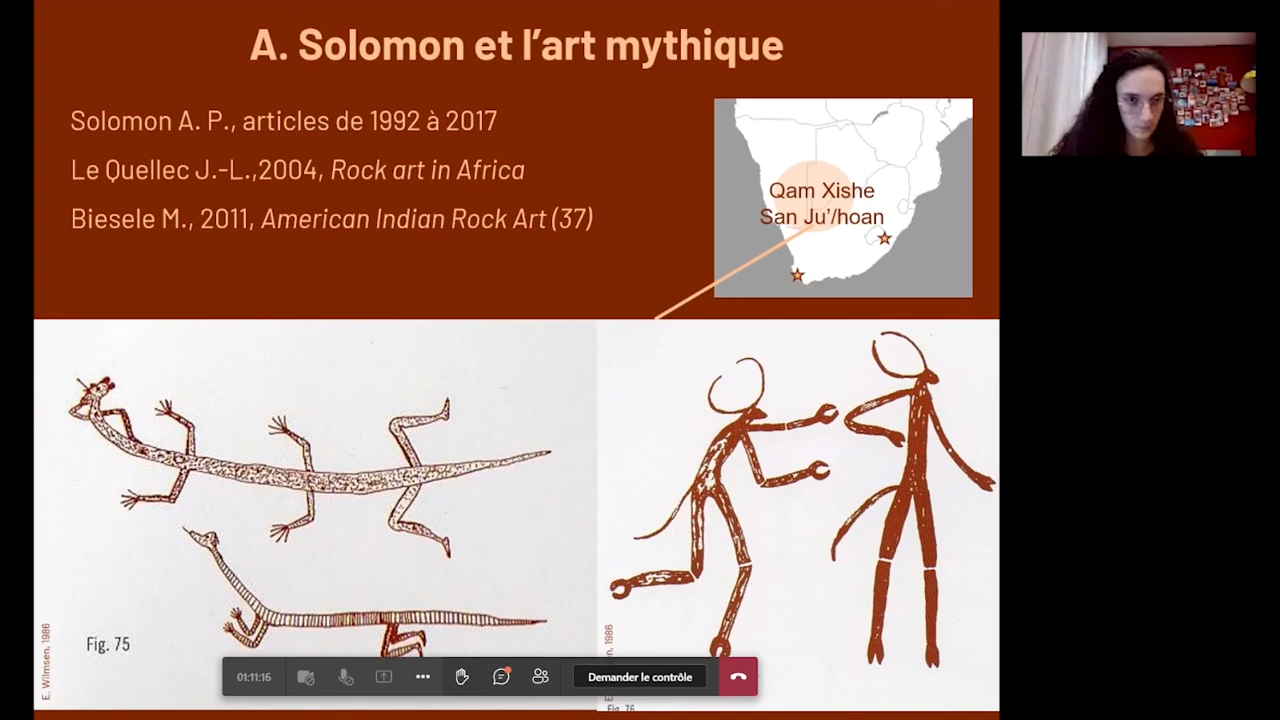 A. Solomon et l’art mythique
Solomon A. P., articles de 1992 à 2017
Le Quellec J.-L.,2004, Rock art in Africa
Biesele M., 2011, American Indian Rock Art (37)
Qam Xishe
San Ju’/hoan
E. Wilmsen, 1986
Fig. 75
1986
Fig. 76
01:11:16
Demander le contrôle